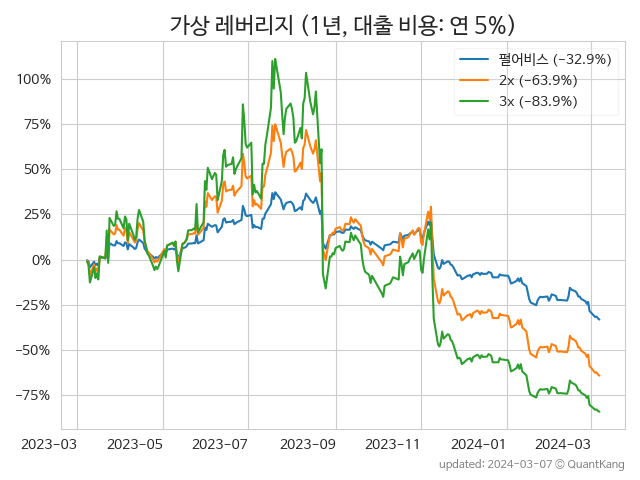 가상 레버리지 (1년, 대출 비용: 연 5%)
펄어비스 (−32.9%)
2x (−63.9%)
3x (−83.9%)
100%
75%
50%
25%
0%
−25%
−50%
−75%
2023-03 2023-05 2023-07 2023-09 2023-11 2024-01 2024-03
updated: 2024-03-07 © QuantKang